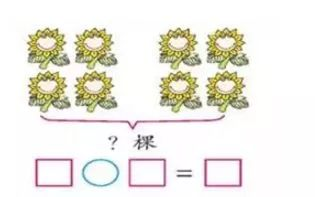 ? 棵
=